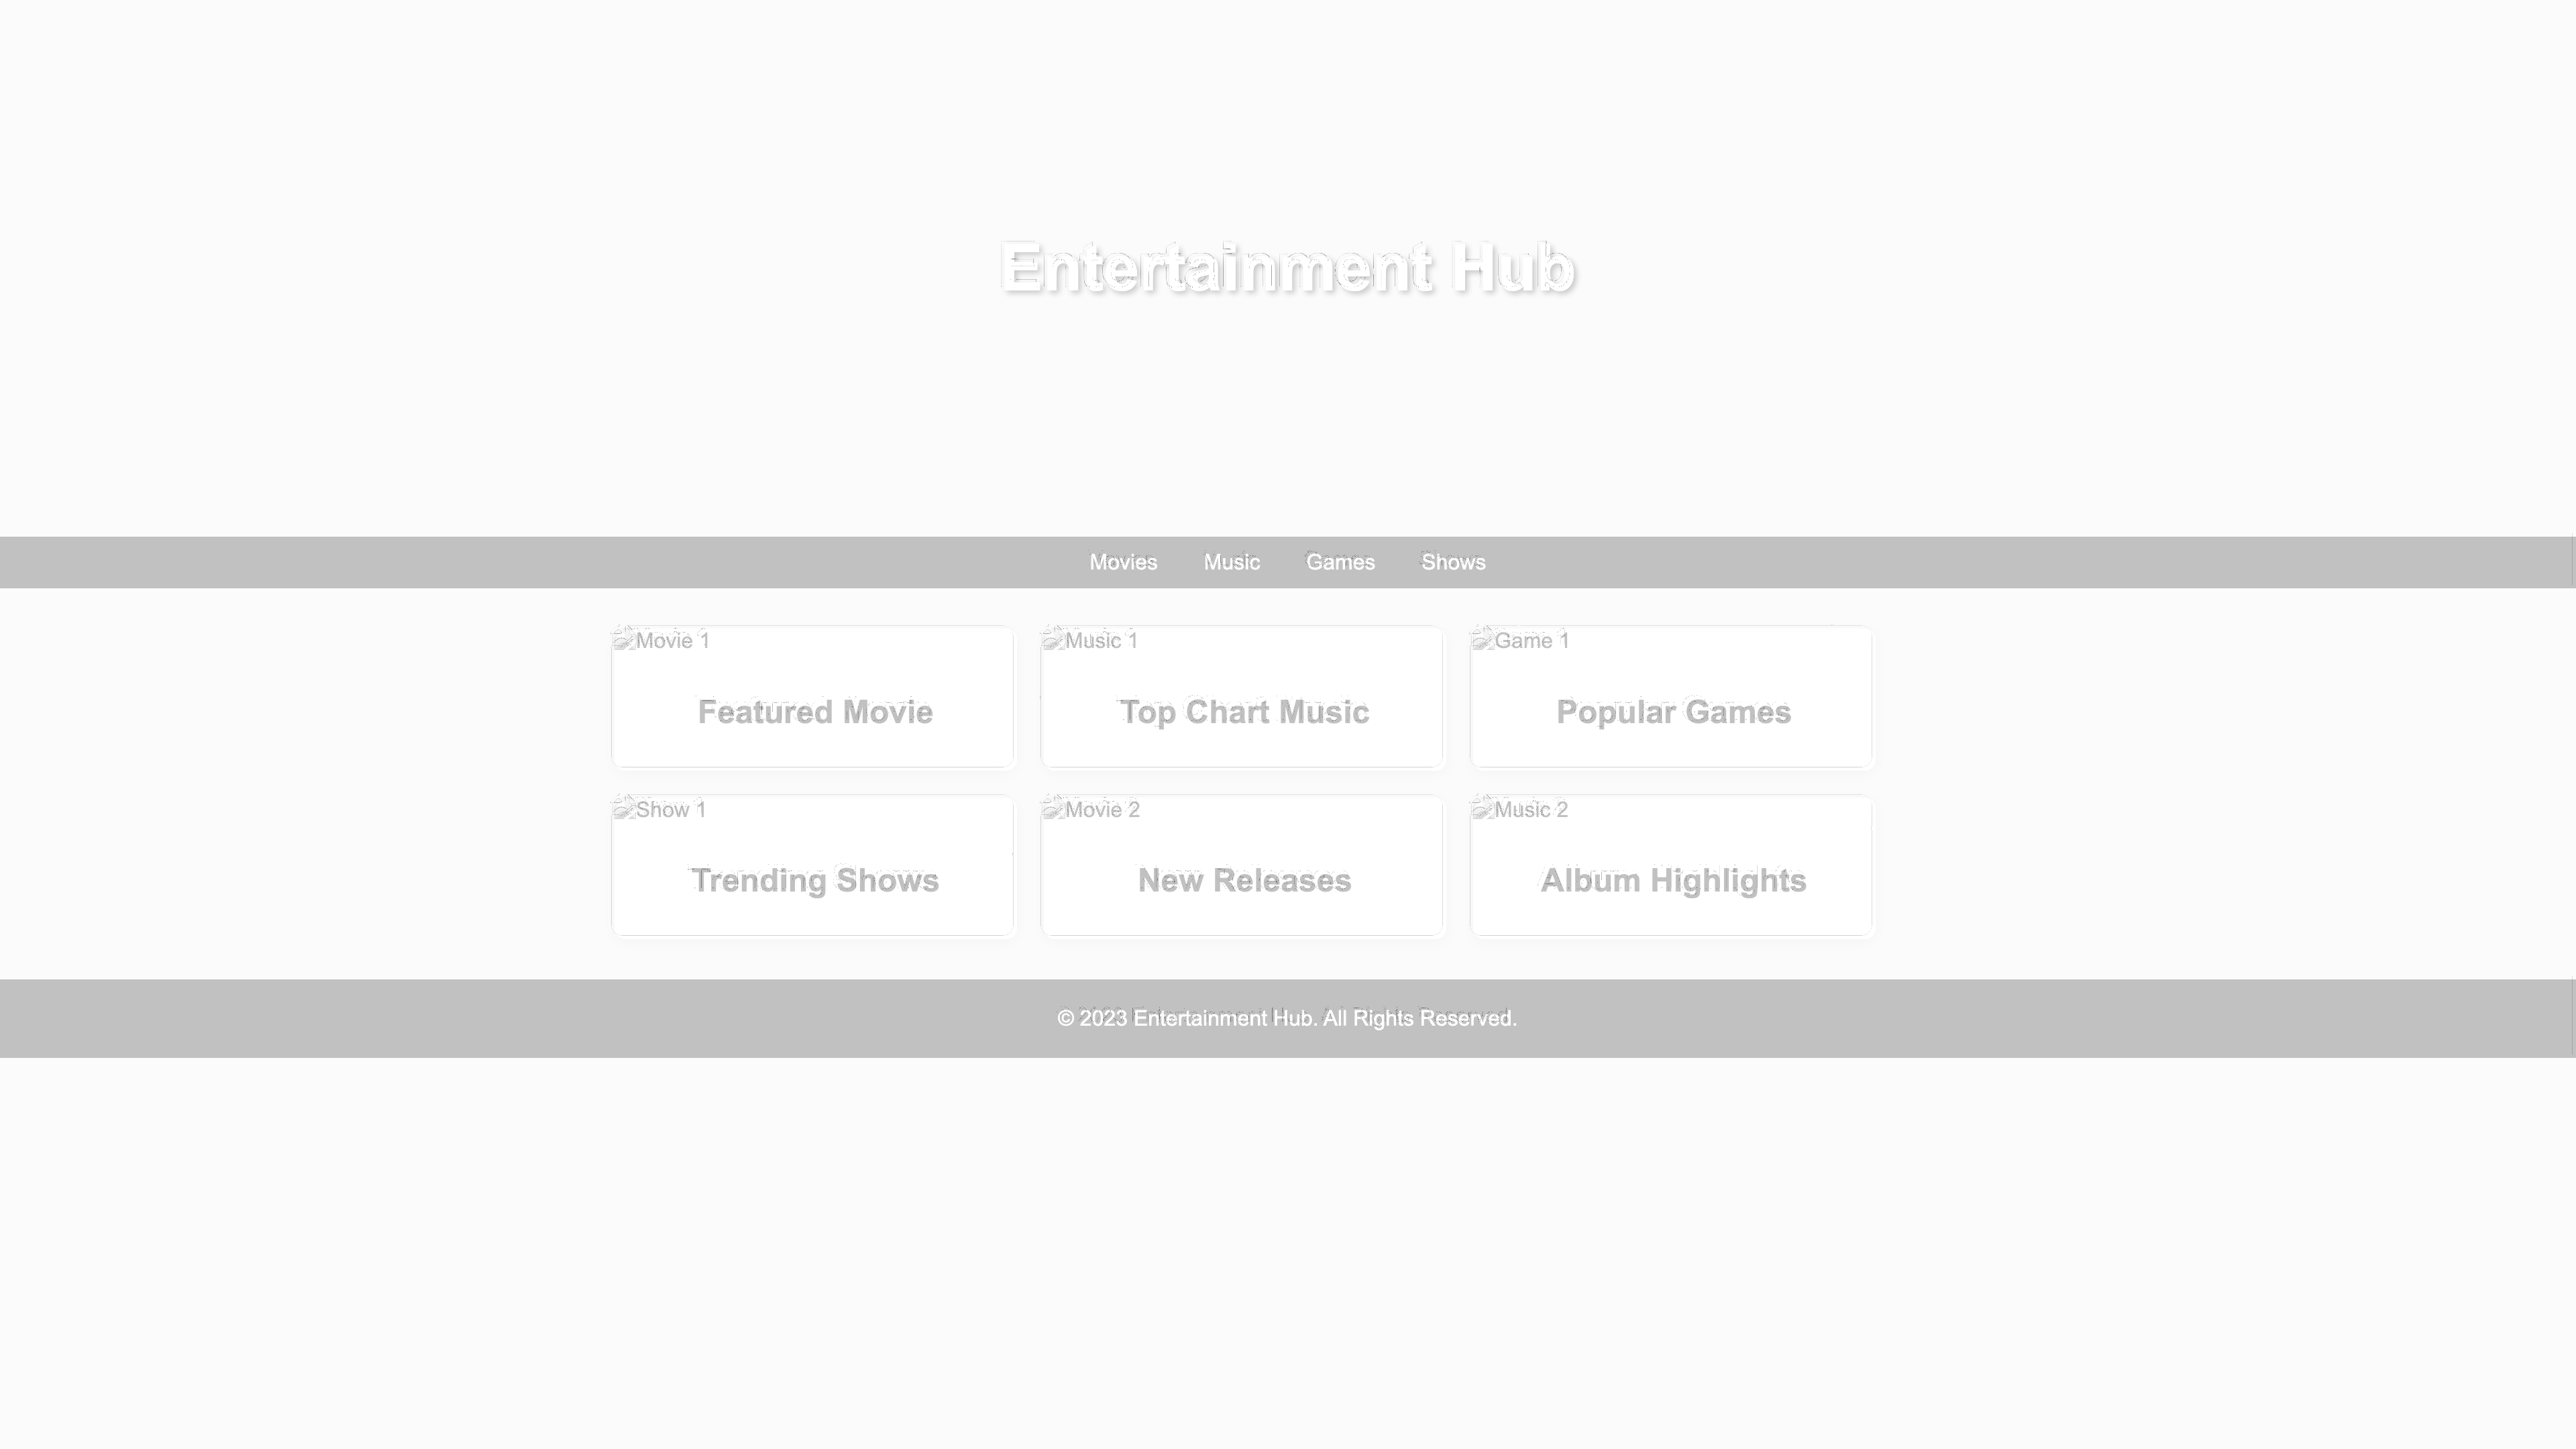 Entertainment Hub
Movies Music Games Shows
Movie 1 Music 1 Game 1
Featured Movie Top Chart Music Popular Games
Show 1 Movie 2 Music 2
Trending Shows New Releases Album Highlights
© 2023 Entertainment Hub. All Rights Reserved.